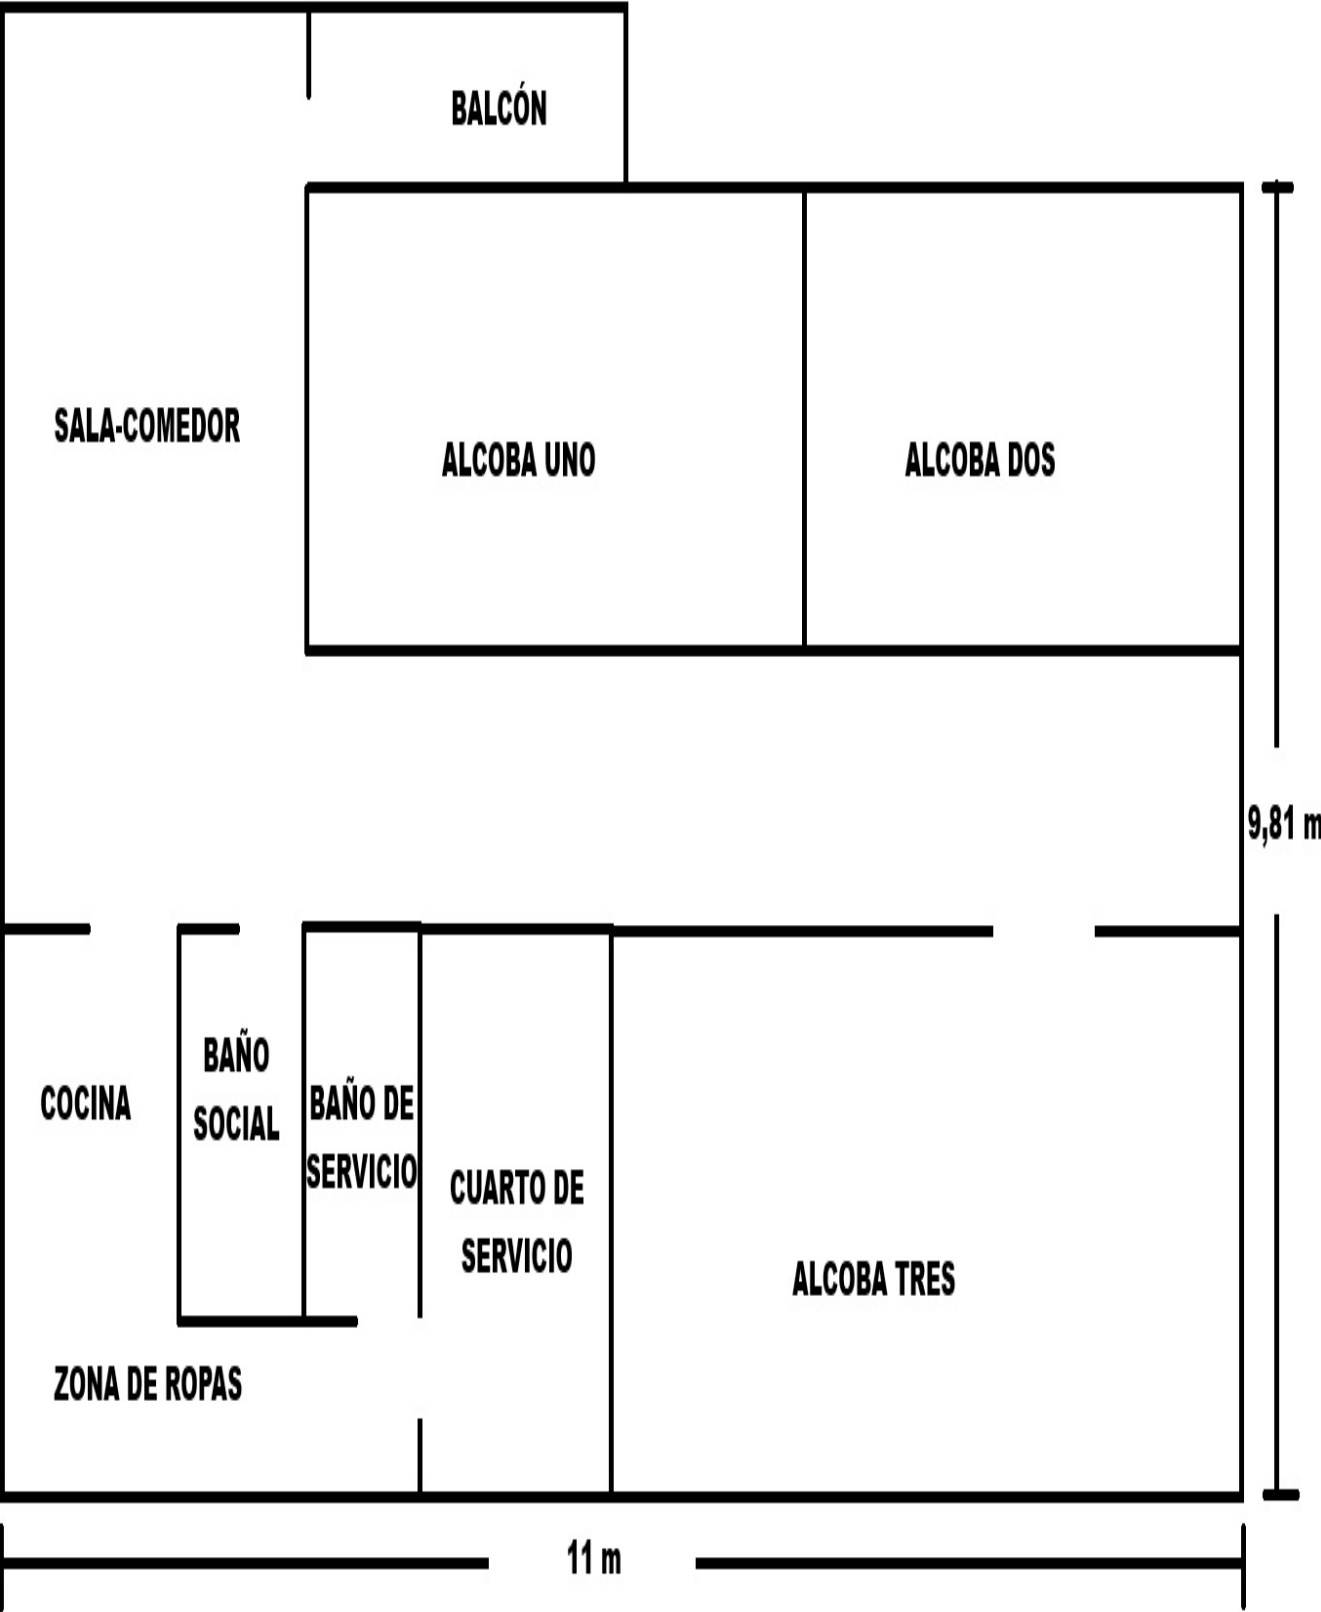 BALCÓN
SALA-COMEDOR
ALCOBA UNO
ALCOBA DOS
9,81 m
COCINA
BAÑO
SOCIAL
BAÑO DE
SERVICIO
CUARTO DE
SERVICIO
ALCOBA TRES
ZONA DE ROPAS
11 m